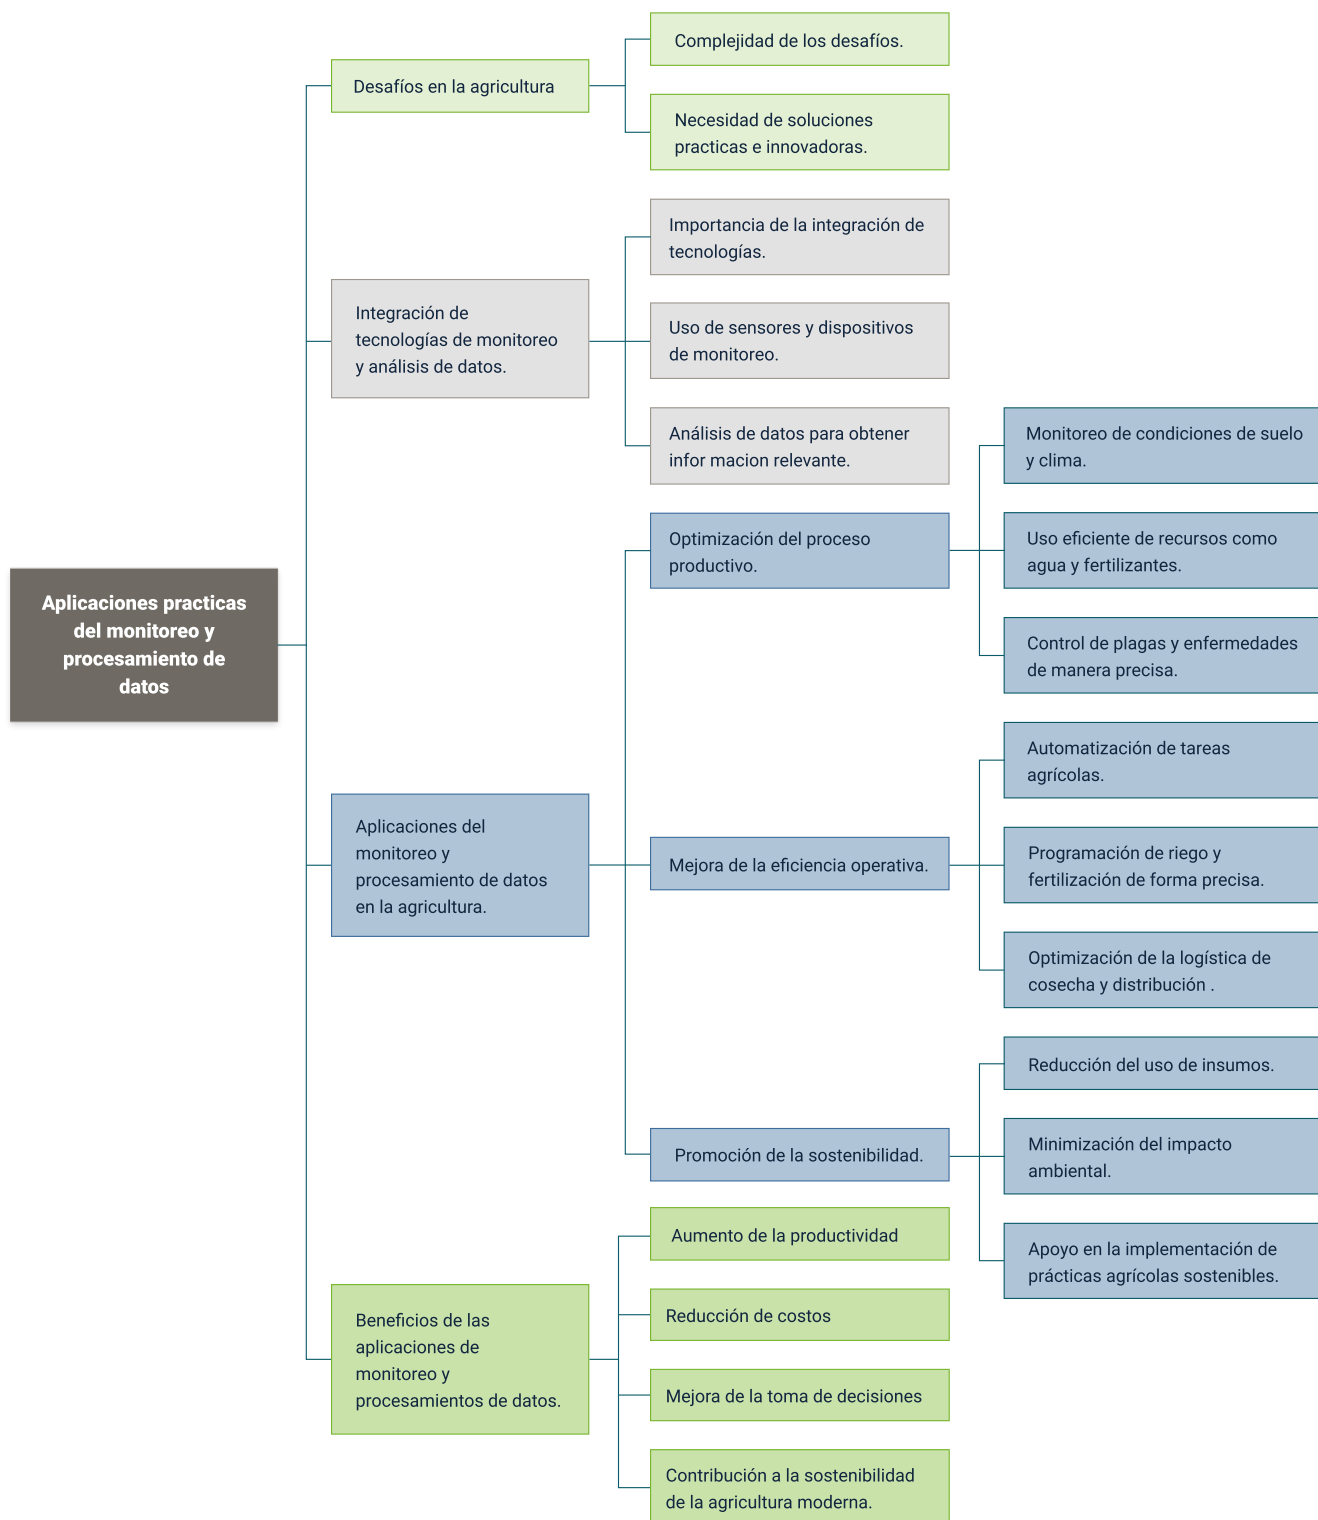 Aplicaciones practicas
del monitoreo y
procesamiento de
datos
Desafíos en la agricultura
Complejidad de los desafíos.
Necesidad de soluciones
practicas e innovadoras.
Integración de
tecnologías de monitoreo
y análisis de datos.
Importancia de la integración de
tecnologías.
Uso de sensores y dispositivos
de monitoreo.
Análisis de datos para obtener
infor macion relevante.
Aplicaciones del
monitoreo y
procesamiento de datos
en la agricultura.
Optimización del proceso
productivo.
Monitoreo de condiciones de suelo
y clima.
Uso eficiente de recursos como
agua y fertilizantes.
Control de plagas y enfermedades
de manera precisa.
Mejora de la eficiencia operativa.
Automatización de tareas
agrícolas.
Programación de riego y
fertilización de forma precisa.
Optimización de la logística de
cosecha y distribución .
Promoción de la sostenibilidad.
Reducción del uso de insumos.
Minimización del impacto
ambiental.
Apoyo en la implementación de
prácticas agrícolas sostenibles.
Beneficios de las
aplicaciones de
monitoreo y
procesamientos de datos.
Aumento de la productividad
Reducción de costos
Mejora de la toma de decisiones
Contribución a la sostenibilidad
de la agricultura moderna.